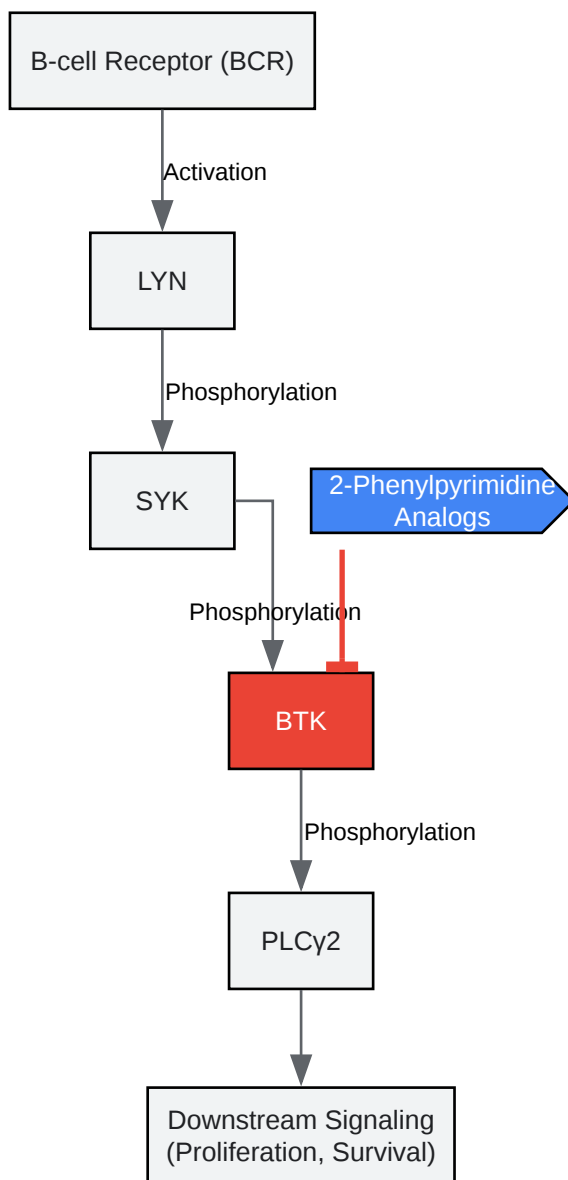 B-cell Receptor (BCR)
Activation
LYN
Phosphorylation
SYK
2-Phenylpyrimidine
Analogs
Phosphorylation
BTK
Phosphorylation
PLCγ2
Downstream Signaling
(Proliferation, Survival)